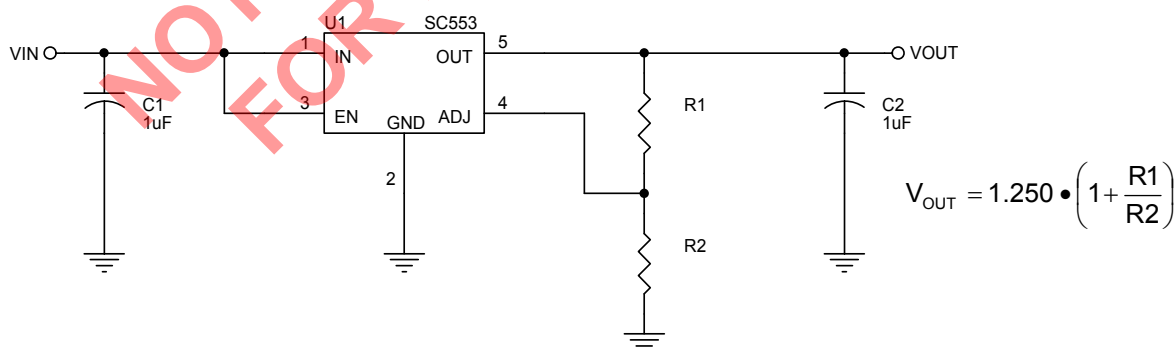 NOT
FOR
U1 SC553
VIN
1
IN
OUT
5
VOUT
C1
1uF
3
EN
GND
ADJ
4
R1
C2
1uF
2
R2
V_OUT = 1.250 • (1 + R1/R2)